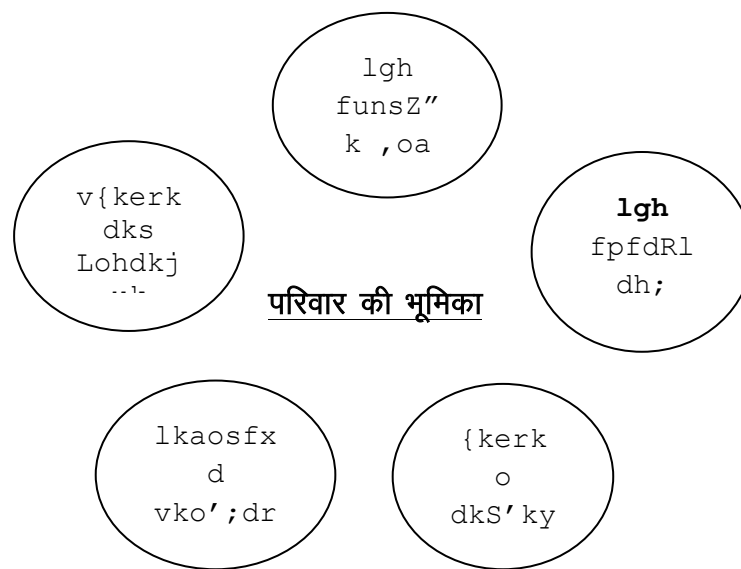 lgh
funsZ”
k ,oa
v{kerk
dks
Lohdkj
lgh
fpfdRl
dh;
परिवार की भूमिका
lkaosfx
d
vko’;dr
{kerk
o
dkS’ky